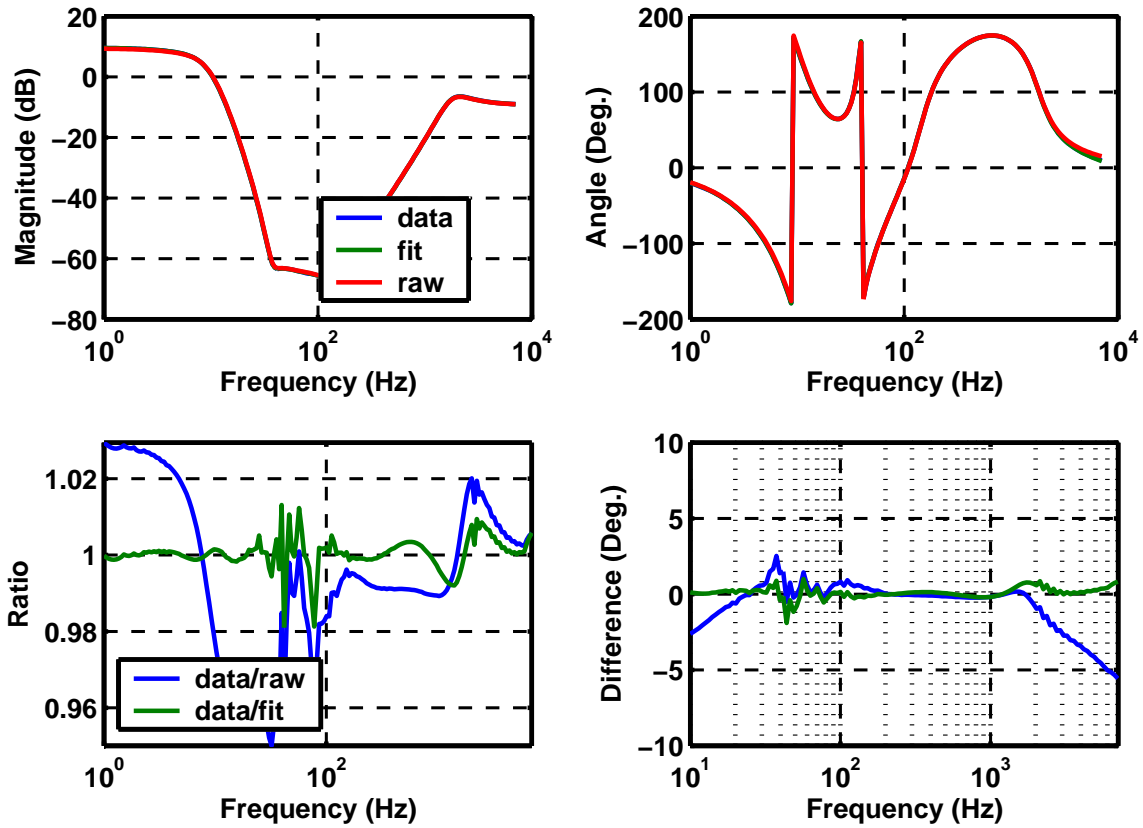 20
0
−20
−40
−60
−80
Magnitude (dB)
data
fit
raw
10^0
10^2
10^4
Frequency (Hz)
200
100
0
−100
−200
Angle (Deg.)
10^0
10^2
10^4
Frequency (Hz)
1.02
1
0.98
0.96
Ratio
data/raw
data/fit
10^0
10^2
Frequency (Hz)
10
5
0
−5
−10
Difference (Deg.)
10^1
10^2
10^3
Frequency (Hz)